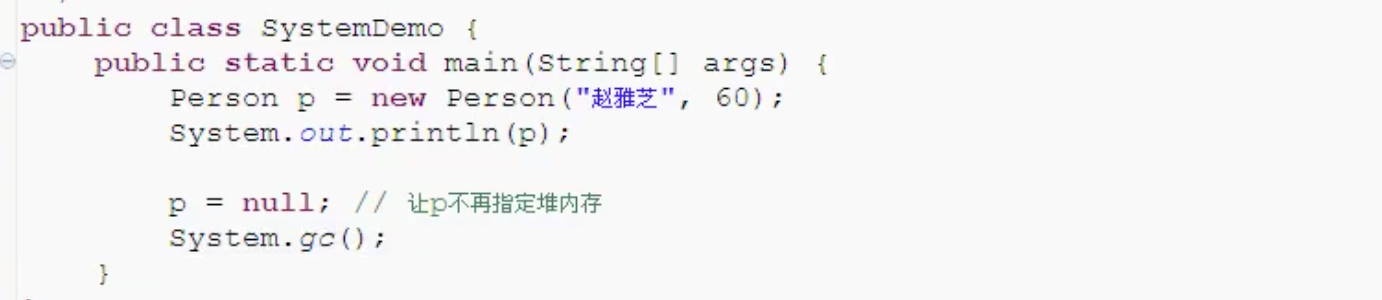 public class SystemDemo {
public static void main(String[] args) {
Person p = new Person("赵雅芝", 60);
System.out.println(p);
p = null; // 让p不再指定堆内存
System.gc();
}